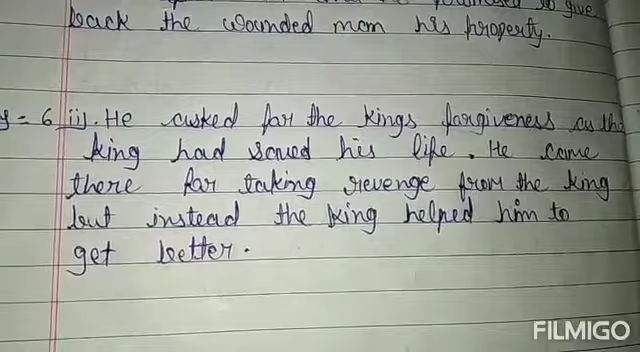 back the wounded man his property.
y = 6 ii). He asked for the kings forgiveness as the
king had saved his life. He came
there for taking revenge from the king
but instead the king helped him to
get better.
FILMIGO